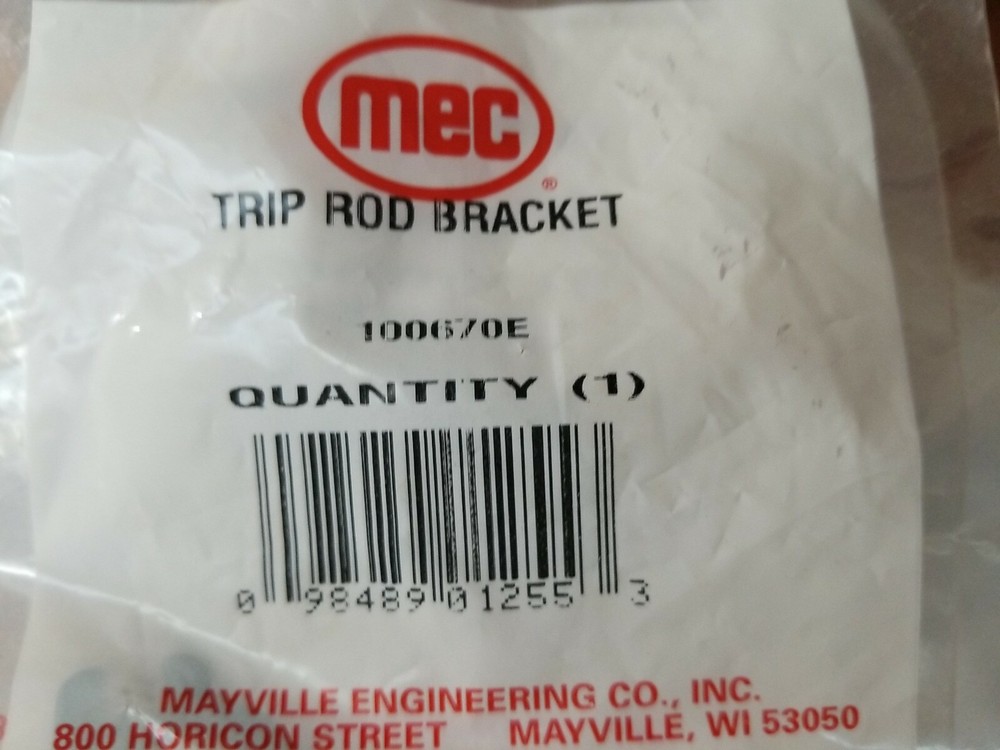 mec®
TRIP ROD BRACKET
100670E
QUANTITY (1)
0 98489 01255 3
MAYVILLE ENGINEERING CO., INC.
800 HORICON STREET MAYVILLE, WI 53050